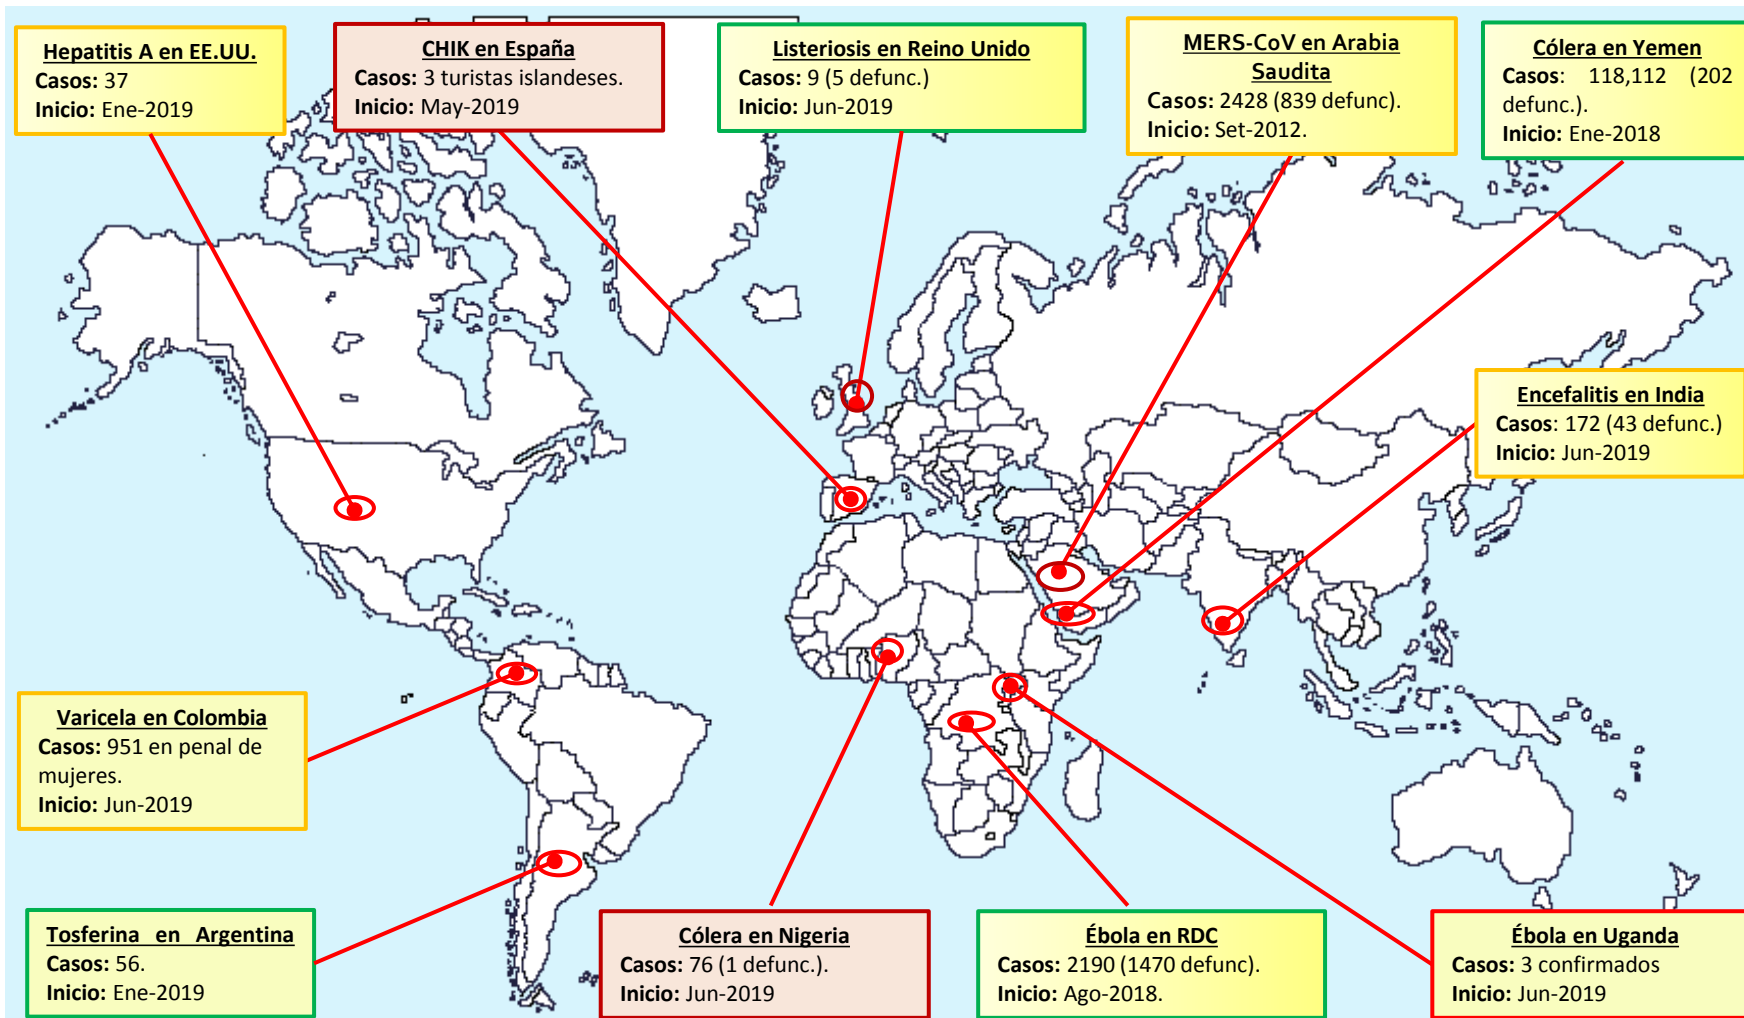 Hepatitis A en EE.UU.
Casos: 37
Inicio: Ene-2019
CHIK en España
Casos: 3 turistas islandeses.
Inicio: May-2019
Listeriosis en Reino Unido
Casos: 9 (5 defunc.)
Inicio: Jun-2019
MERS-CoV en Arabia
Saudita
Casos: 2428 (839 defunc).
Inicio: Set-2012.
Cólera en Yemen
Casos: 118,112 (202
defunc.).
Inicio: Ene-2018
Encefalitis en India
Casos: 172 (43 defunc.)
Inicio: Jun-2019
Varicela en Colombia
Casos: 951 en penal de
mujeres.
Inicio: Jun-2019
Tosferina en Argentina
Casos: 56.
Inicio: Ene-2019
Cólera en Nigeria
Casos: 76 (1 defunc.).
Inicio: Jun-2019
Ébola en RDC
Casos: 2190 (1470 defunc).
Inicio: Ago-2018.
Ébola en Uganda
Casos: 3 confirmados
Inicio: Jun-2019